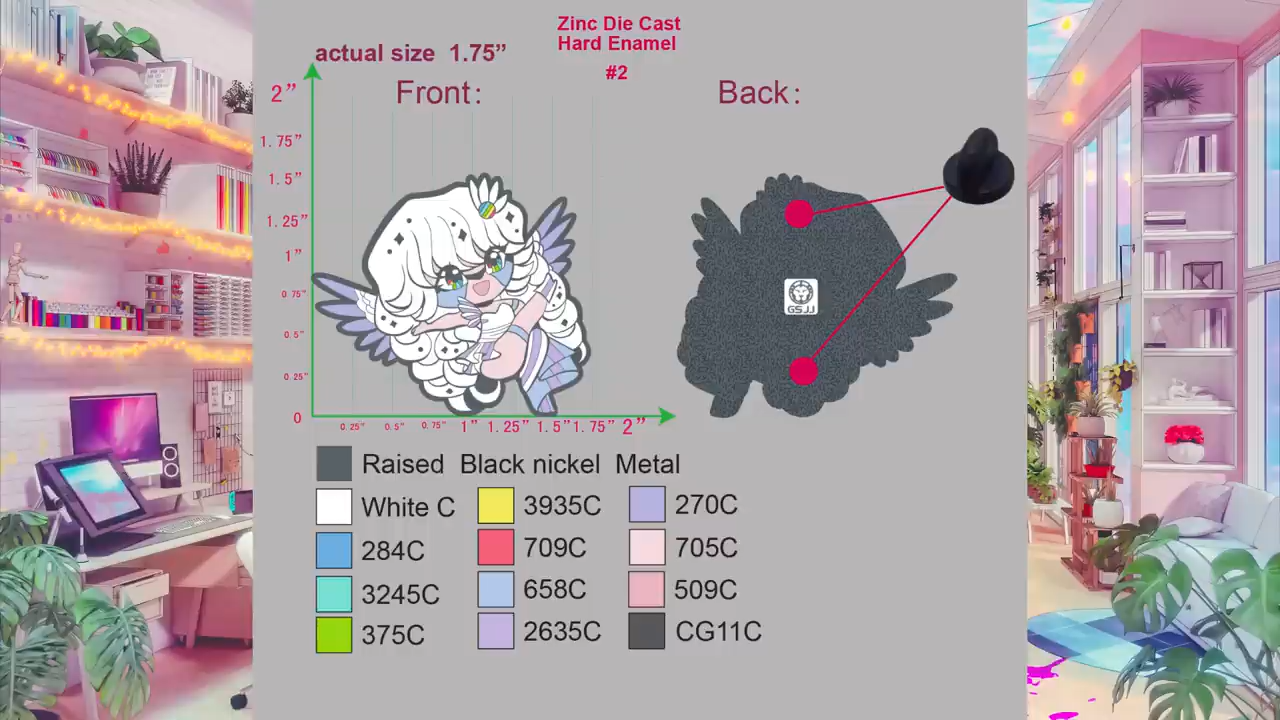 Zinc Die Cast
Hard Enamel
#2
actual size 1.75”
Front:
Back:
2”
1.75”
1.5”
1.25”
1”
0.75”
0.5”
0.25”
0
0.25” 0.5” 0.75” 1” 1.25” 1.5” 1.75” 2”
GSJJ
Raised Black nickel Metal
White C 3935C 270C
284C 709C 705C
3245C 658C 509C
375C 2635C CG11C